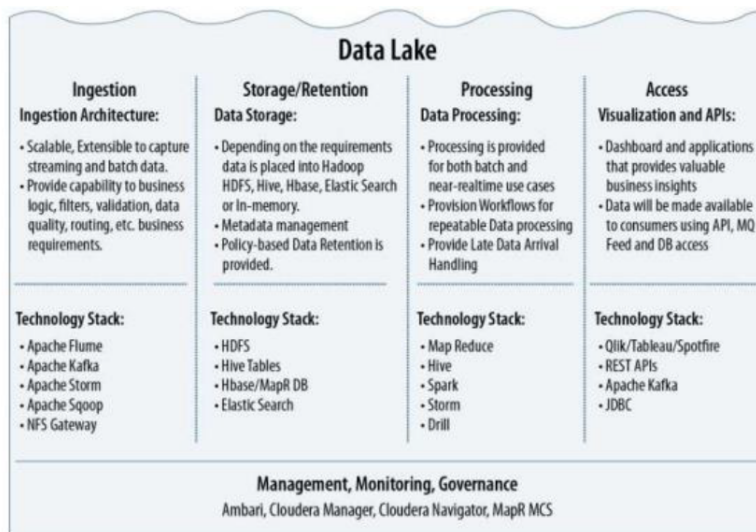 Data Lake
Ingestion
Ingestion Architecture:
• Scalable, Extensible to capture
streaming and batch data.
• Provide capability to business
logic, filters, validation, data
quality, routing, etc. business
requirements.
Technology Stack:
• Apache Flume
• Apache Kafka
• Apache Storm
• Apache Sqoop
• NFS Gateway
Storage/Retention
Data Storage:
• Depending on the requirements
data is placed into Hadoop
HDFS, Hive, Hbase, Elastic Search
or In-memory.
• Metadata management
• Policy-based Data Retention is
provided.
Technology Stack:
• HDFS
• Hive Tables
• Hbase/MapR DB
• Elastic Search
Processing
Data Processing:
• Processing is provided
for both batch and
near-realtime use cases
• Provision Workflows for
repeatable Data processing
• Provide Late Data Arrival
Handling
Technology Stack:
• Map Reduce
• Hive
• Spark
• Storm
• Drill
Access
Visualization and APIs:
• Dashboard and applications
that provides valuable
business insights
• Data will be made available
to consumers using API, MQ
Feed and DB access
Technology Stack:
• Qlik/Tableau/Spotfire
• REST APIs
• Apache Kafka
• JDBC
Management, Monitoring, Governance
Ambari, Cloudera Manager, Cloudera Navigator, MapR MCS